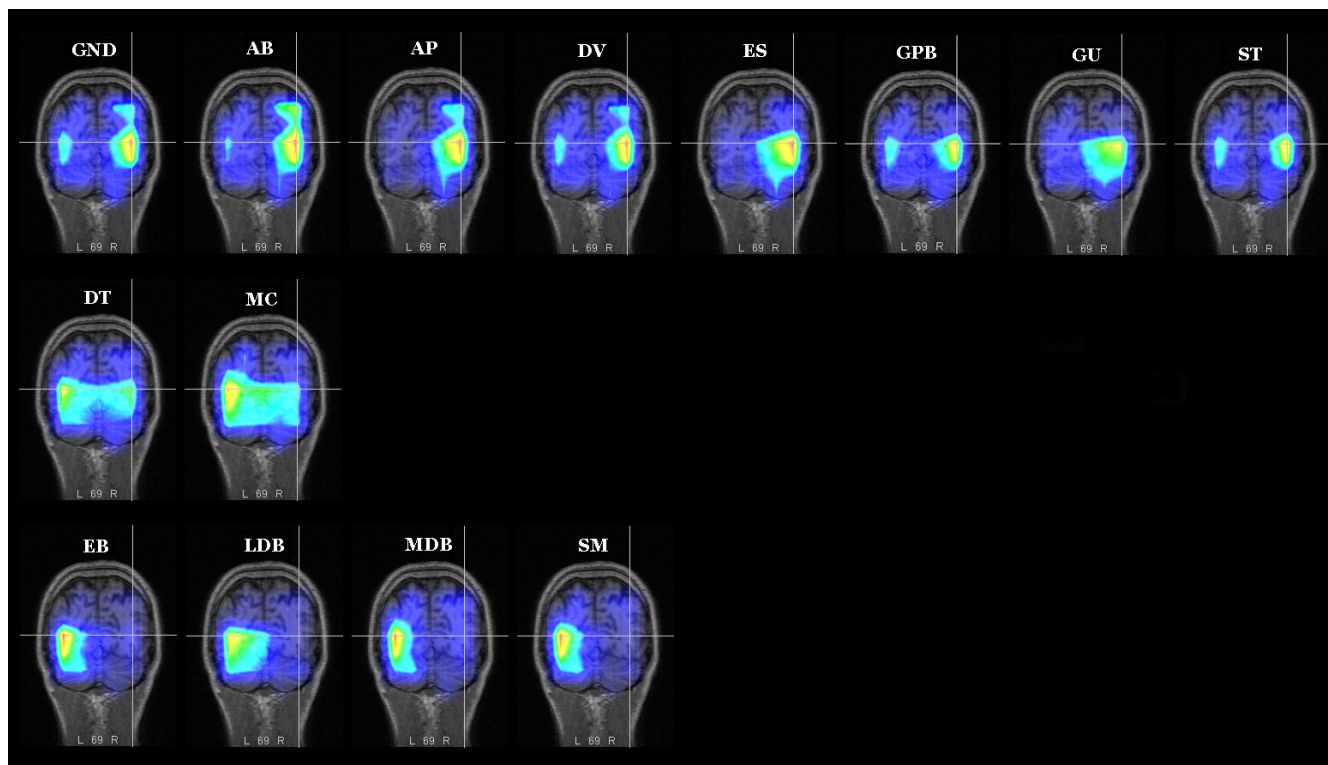 GND AB AP DV ES GPB GU ST
L 69 R L 69 R L 69 R L 69 R L 69 R L 69 R L 69 R L 69 R
DT MC
L 69 R L 69 R
EB LDB MDB SM
L 69 R L 69 R L 69 R L 69 R